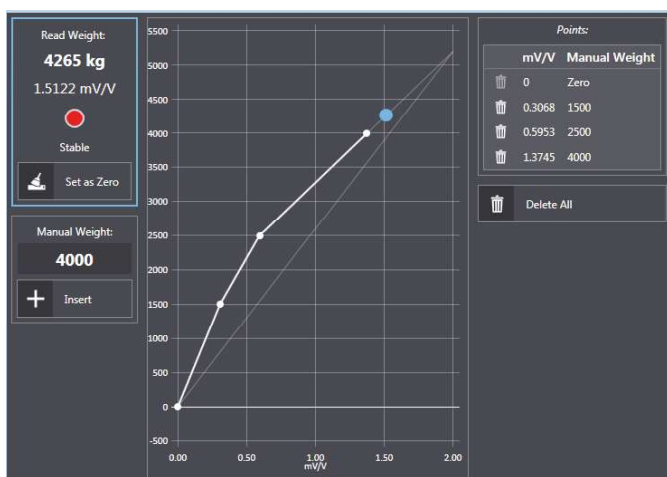 Read Weight:
4265 kg
1.5122 mV/V
Stable
Set as Zero
Manual Weight:
4000
Insert
5500
5000
4500
4000
3500
3000
2500
2000
1500
1000
500
0
-500
0.00 0.50 1.00 1.50 2.00
mV/V
Points:
mV/V Manual Weight
0 Zero
0.3068 1500
0.5953 2500
1.3745 4000
Delete All